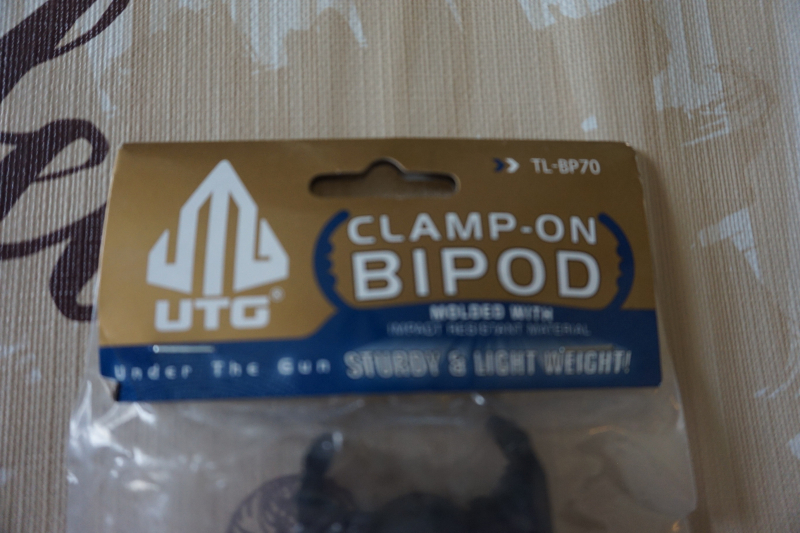 TL-BP70
CLAMP-ON
BIPOD
UTG®
MOLDED WITH
IMPACT RESISTANT MATERIAL
Under The Gun
STURDY & LIGHT WEIGHT!